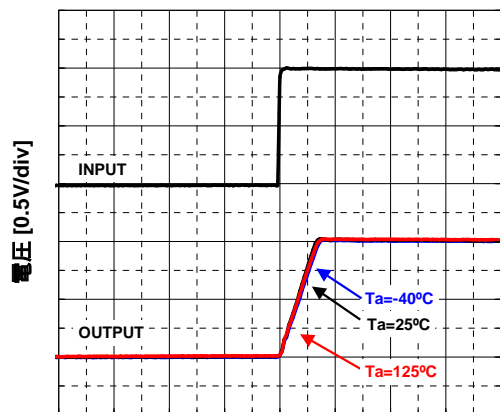 電圧 [0.5V/div]
INPUT
OUTPUT
Ta=-40ºC
Ta=25ºC
Ta=125ºC